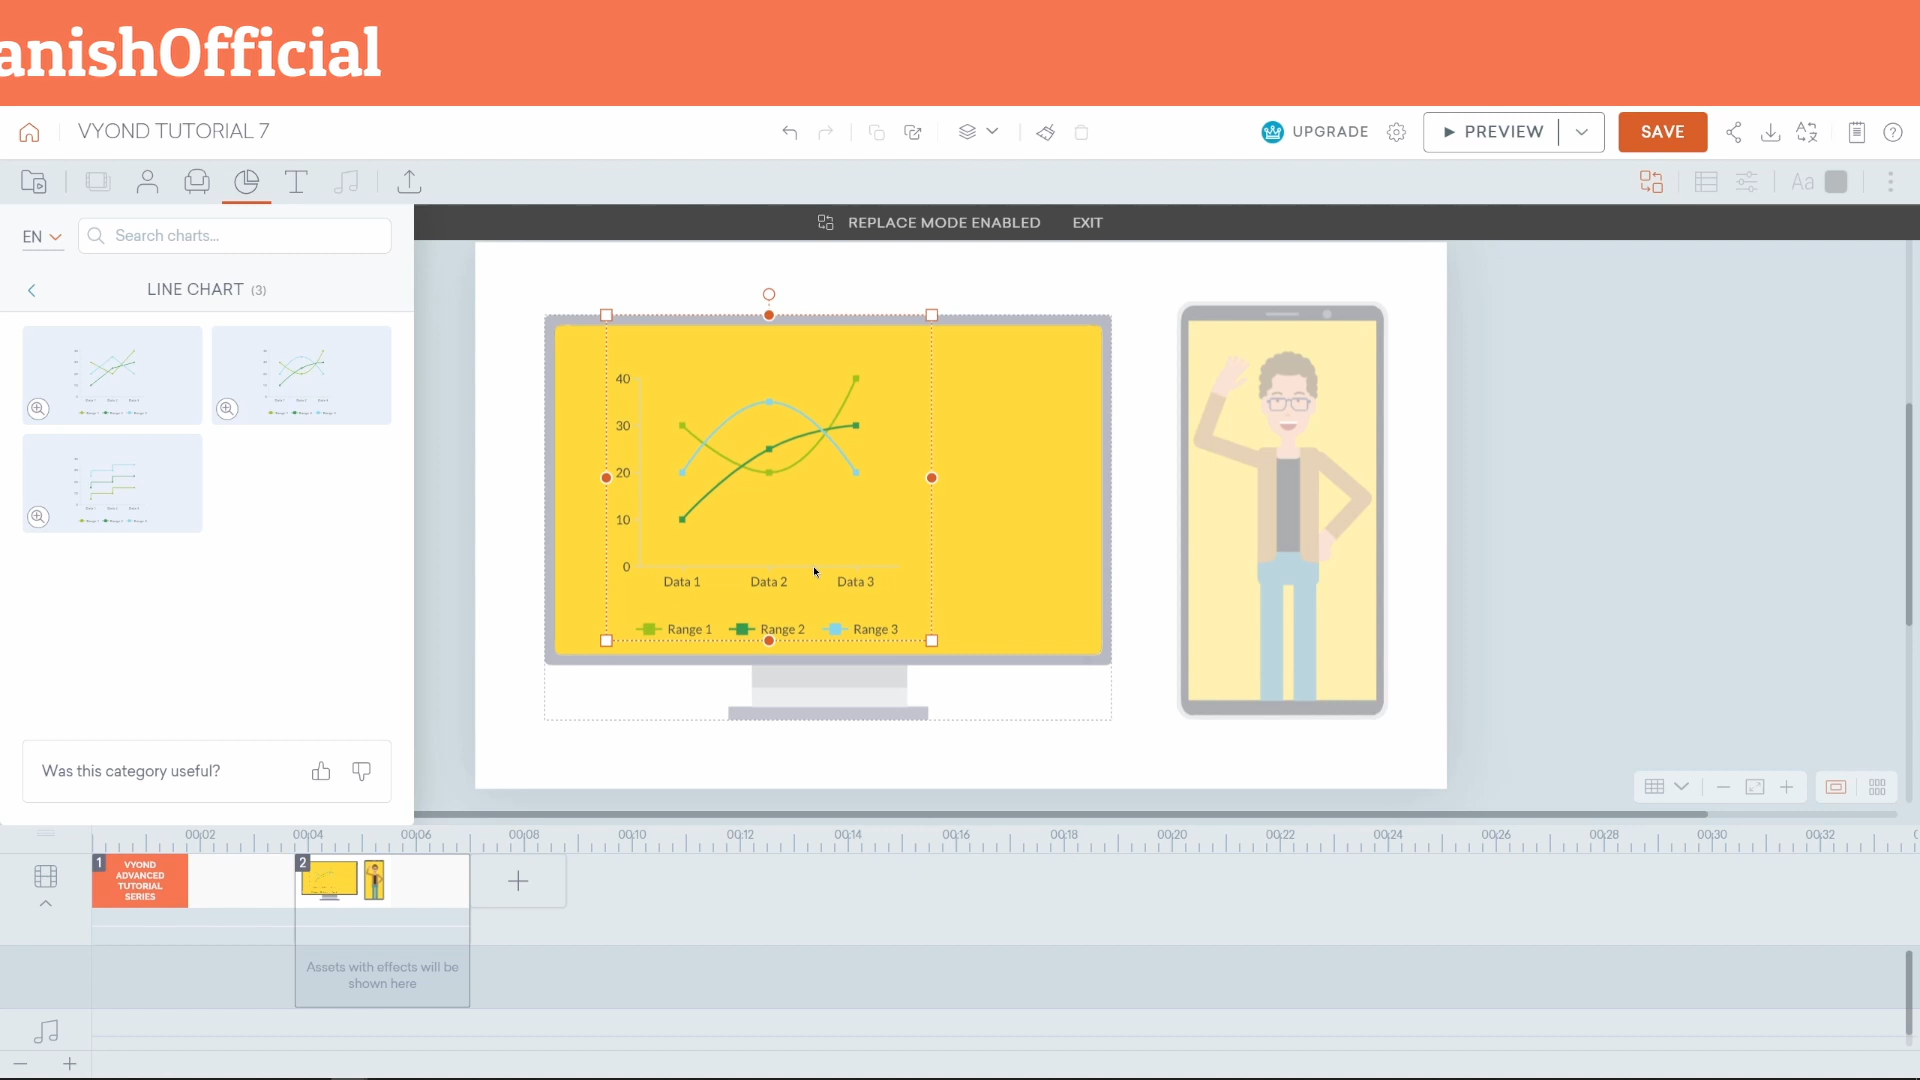 anishOfficial
VYOND TUTORIAL 7
UPGRADE
PREVIEW
SAVE
Aa
REPLACE MODE ENABLED
EXIT
EN
Search charts...
LINE CHART (3)
40
30
20
10
0
Data 1
Data 2
Data 3
Range 1
Range 2
Range 3
Was this category useful?
00:02
00:04
00:06
00:08
00:10
00:12
00:14
00:16
00:18
00:20
00:22
00:24
00:26
00:28
00:30
00:32
1
VYOND
ADVANCED
TUTORIAL
SERIES
2
Assets with effects will be
shown here